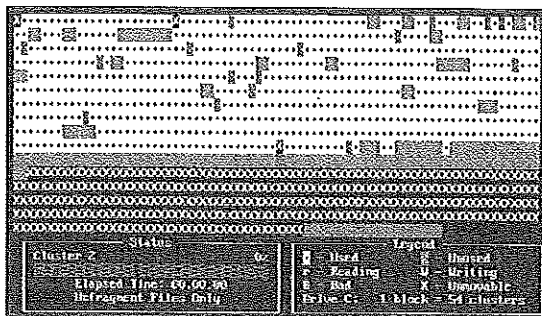 Status
Cluster 2 0%
Elapsed Time: 00:00:00
Defragment Files Only
Legend
Used
Unused
r - Reading W - Writing
B - Bad X - Unmovable
Drive C: 1 block = 54 clusters